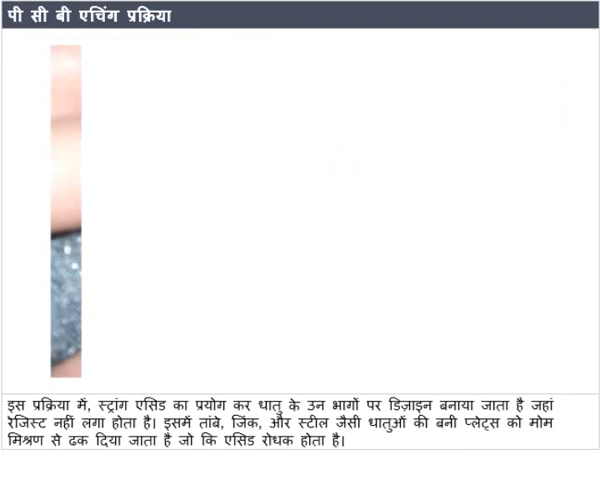 पी सी बी एचिंग प्रक्रिया
इस प्रक्रिया में, स्ट्रांग एसिड का प्रयोग कर धातु के उन भागों पर डिज़ाइन बनाया जाता है जहां
रेजिस्ट नहीं लगा होता है। इसमें तांबे, जिंक, और स्टील जैसी धातुओं की बनी प्लेट्स को मोम
मिश्रण से ढक दिया जाता है जो कि एसिड रोधक होता है।